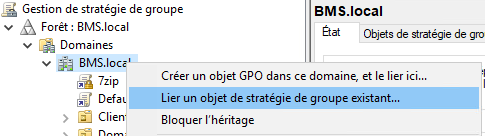 Gestion de stratégie de groupe
Forêt : BMS.local
Domaines
BMS.local
7zip
Client
BMS.local
État
Objets de stratégie de
Créer un objet GPO dans ce domaine, et le lier ici...
Lier un objet de stratégie de groupe existant...
Bloquer l'héritage